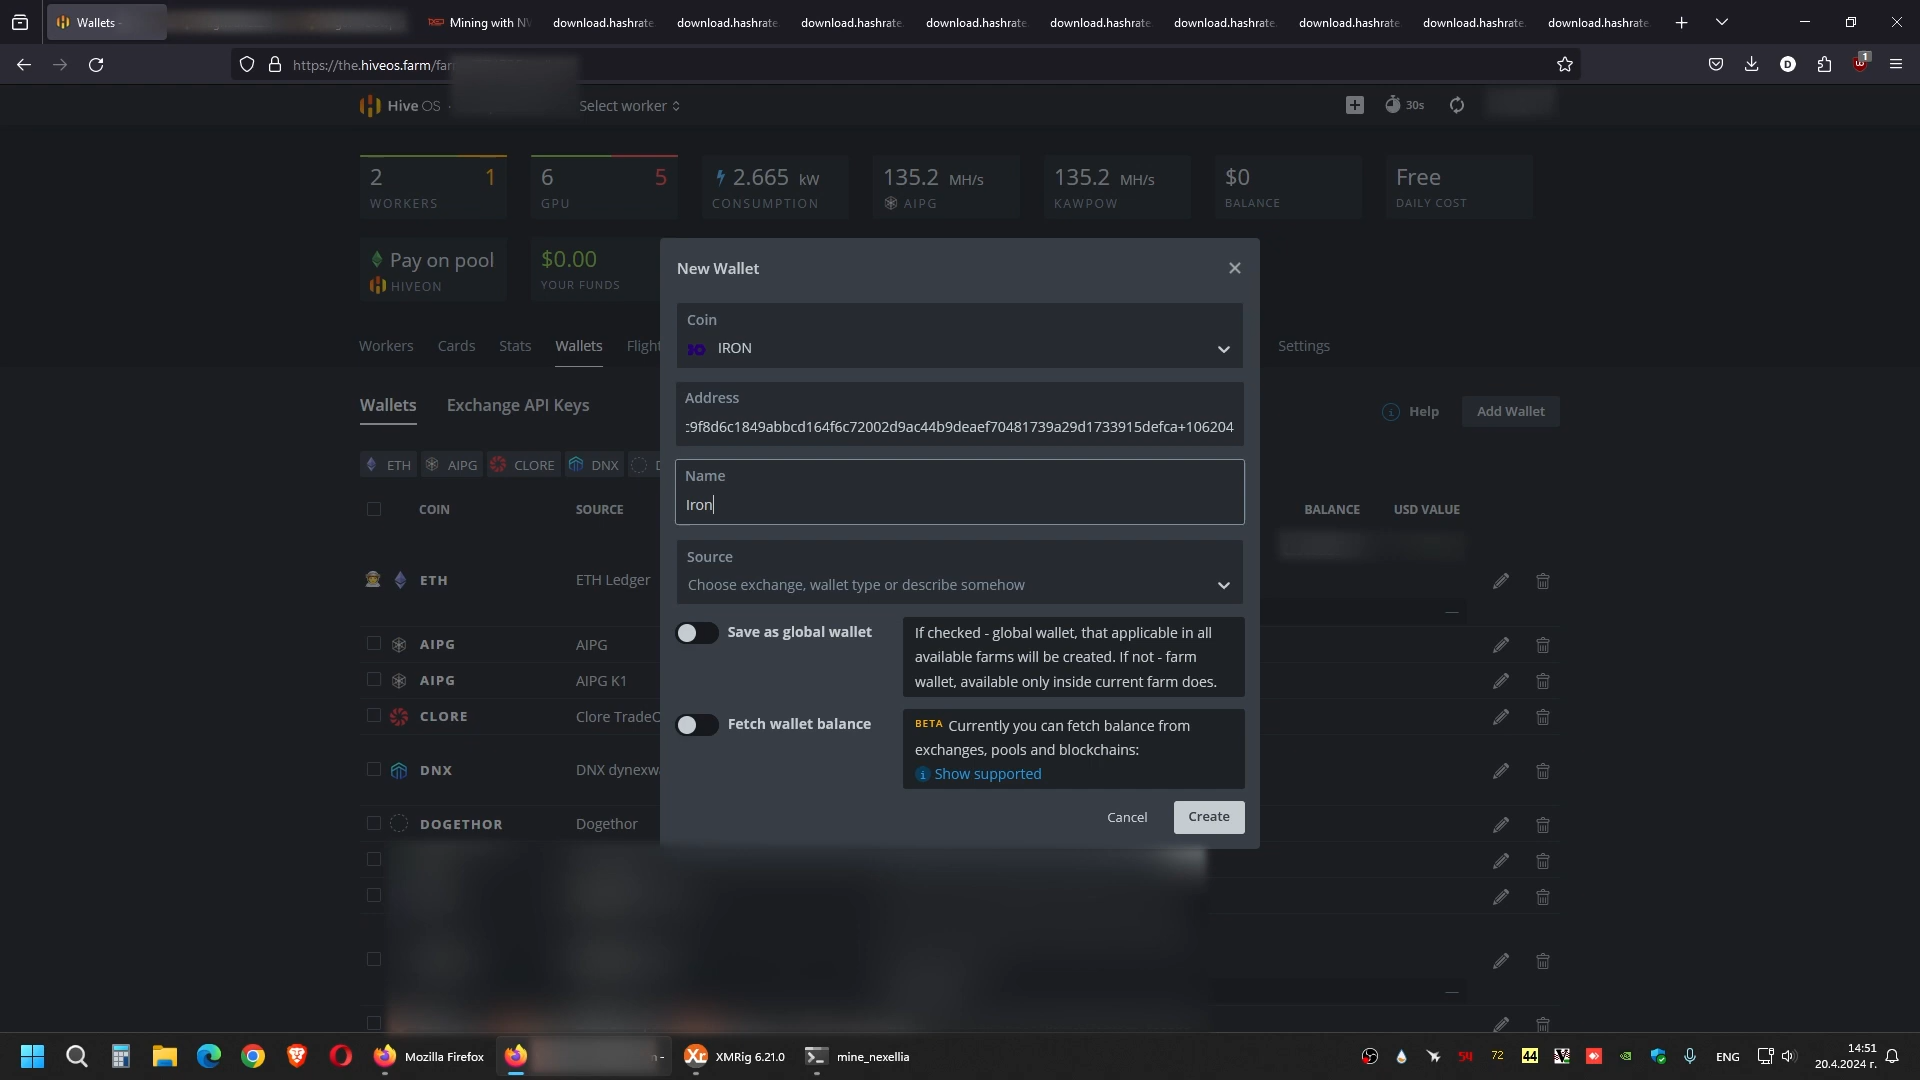 Wallets -
Mining with N
download.hashrate.
download.hashrate.
download.hashrate.
download.hashrate.
download.hashrate.
download.hashrate.
download.hashrate.
download.hashrate.
download.hashrate.
https://the.hiveos.farm/far
1
Hive OS
Select worker
30s
2 1
WORKERS
6 5
GPU
2.665 kW
CONSUMPTION
135.2 MH/s
AIPG
135.2 MH/s
KAWPOW
$0
BALANCE
Free
DAILY COST
Pay on pool
HIVEON
$0.00
YOUR FUNDS
Workers
Cards
Stats
Wallets
Flight
Settings
Wallets
Exchange API Keys
Help
Add Wallet
ETH
AIPG
CLORE
DNX
D
COIN
SOURCE
BALANCE
USD VALUE
ETH
ETH Ledger
AIPG
AIPG
AIPG
AIPG K1
CLORE
Clore TradeO
DNX
DNX dynexwa
DOGETHOR
Dogethor
New Wallet
Coin
IRON
Address
:9f8d6c1849abbcd164f6c72002d9ac44b9deaef70481739a29d1733915defca+106204
Name
Iron
Source
Choose exchange, wallet type or describe somehow
Save as global wallet
If checked - global wallet, that applicable in all
available farms will be created. If not - farm
wallet, available only inside current farm does.
Fetch wallet balance
BETA Currently you can fetch balance from
exchanges, pools and blockchains:
Show supported
Cancel
Create
Mozilla Firefox
XMRig 6.21.0
mine_nexellia
54
72
44
ENG
14:51
20.4.2024 г.